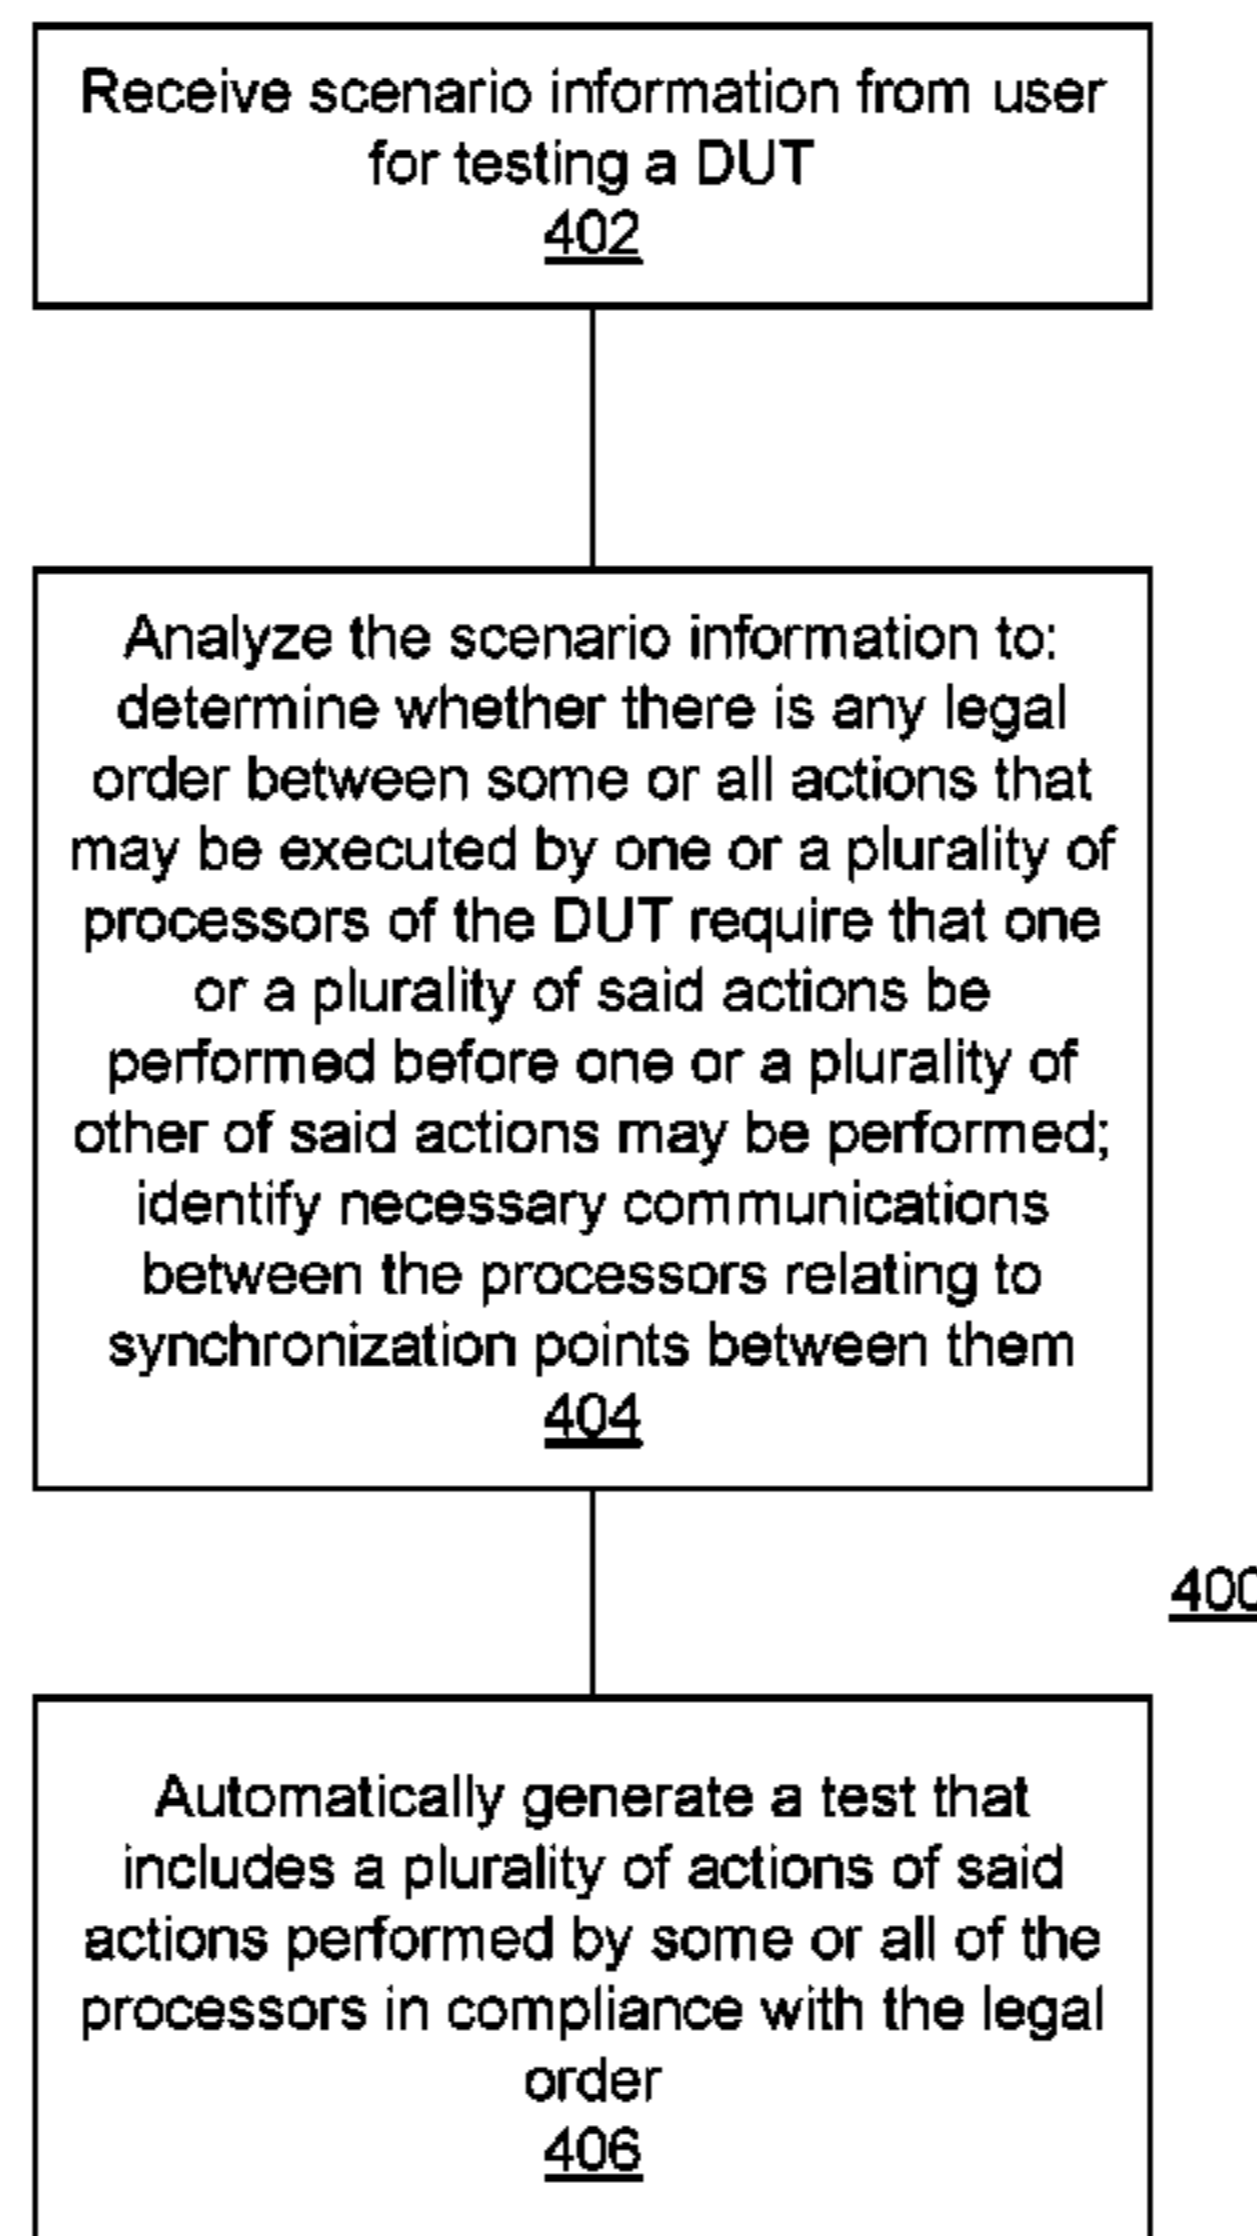 Receive scenario information from user
for testing a DUT
402
Analyze the scenario information to:
determine whether there is any legal
order between some or all actions that
may be executed by one or a plurality of
processors of the DUT require that one
or a plurality of said actions be
performed before one or a plurality of
other of said actions may be performed;
identify necessary communications
between the processors relating to
synchronization points between them
404
400
Automatically generate a test that
includes a plurality of actions of said
actions performed by some or all of the
processors in compliance with the legal
order
406